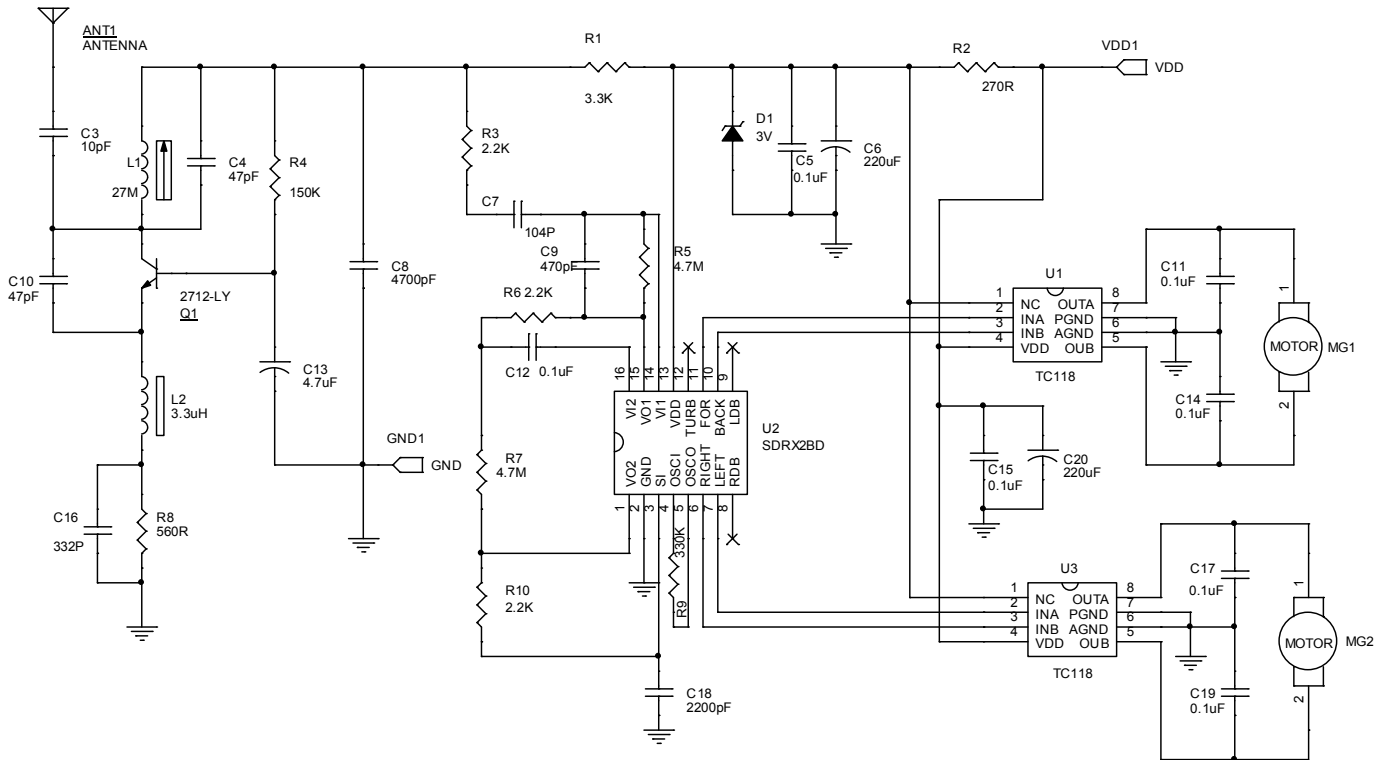 ANT1
ANTENNA
R1
3.3K
R2
270R
VDD1
VDD
C3
10pF
L1
27M
C4
47pF
R4
150K
R3
2.2K
D1
3V
C5
0.1uF
C6
220uF
C7
104P
C9
470pF
R5
4.7M
C8
4700pF
C10
47pF
2712-LY
Q1
R6 2.2K
C12
0.1uF
C13
4.7uF
L2
3.3uH
GND1
GND
R7
4.7M
C16
332P
R8
560R
R10
2.2K
C18
2200pF
16 15 14 13 12 11 10 9
VI2 VO1 VI1 VDD TURB FOR BACK LDB
VO2 GND SI OSCI OSCO RIGHT LEFT RDB
1 2 3 4 5 6 7 8
U2
SDRX2BD
330K
R9
U1
1 NC OUTA 8
2 INA PGND 7
3 INB AGND 6
4 VDD OUB 5
TC118
C11
0.1uF
C14
0.1uF
1
MOTOR
MG1
2
C15
0.1uF
C20
220uF
U3
1 NC OUTA 8
2 INA PGND 7
3 INB AGND 6
4 VDD OUB 5
TC118
C17
0.1uF
C19
0.1uF
1
MOTOR
MG2
2